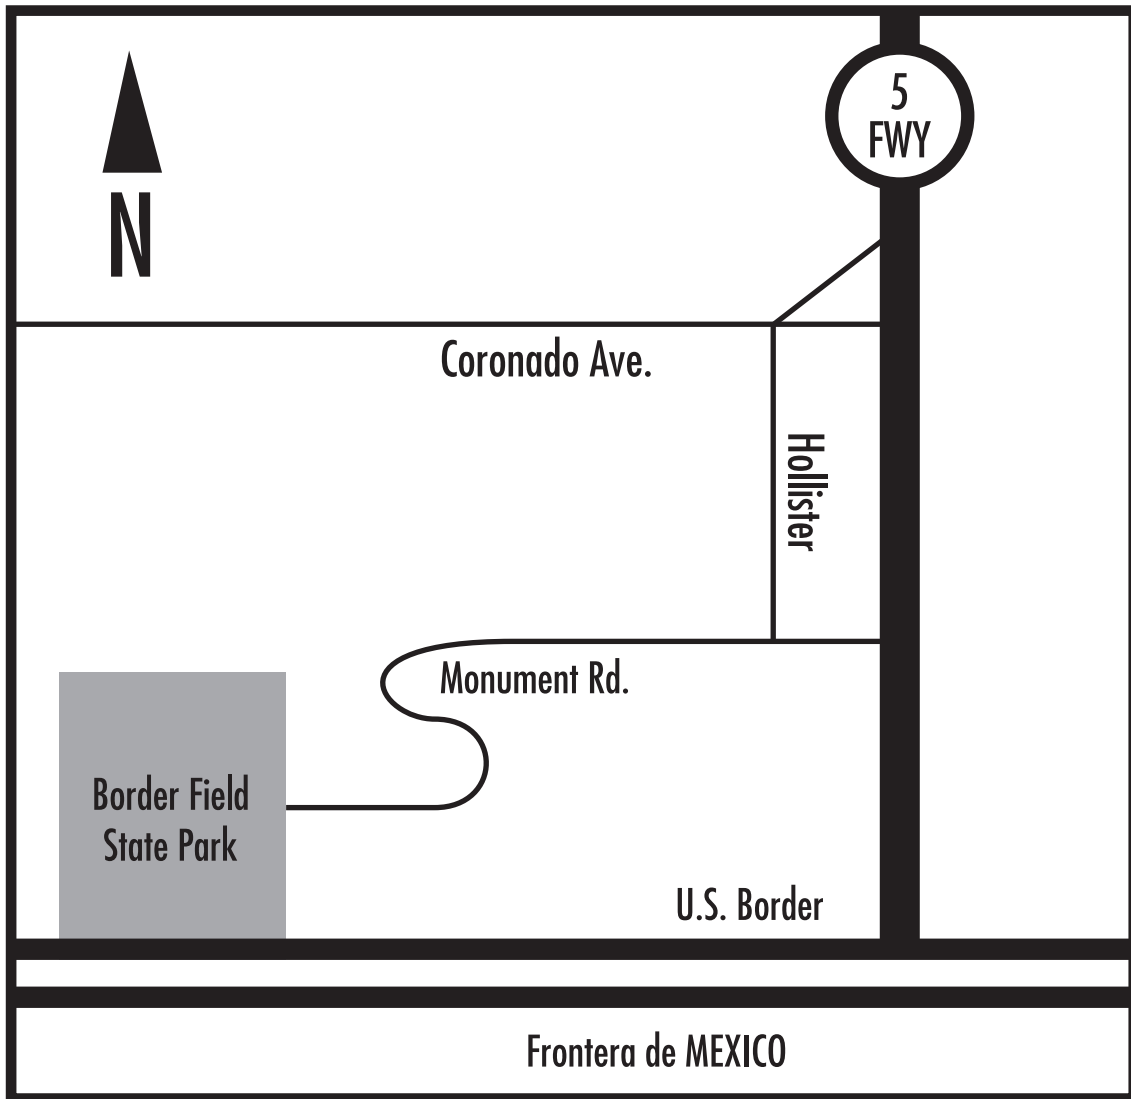 5
FWY
N
Coronado Ave.
Hollister
Monument Rd.
Border Field
State Park
U.S. Border
Frontera de MEXICO